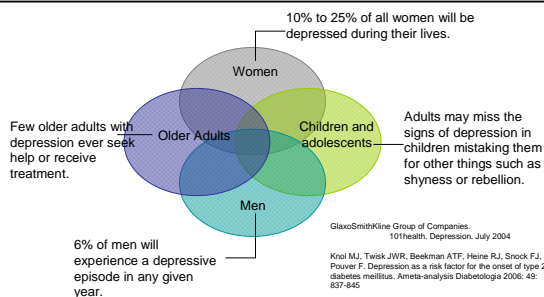 10% to 25% of all women will be
depressed during their lives.
Women
Few older adults with
depression ever seek
help or receive
treatment.
Older Adults
Children and
adolescents
Adults may miss the
signs of depression in
children mistaking them
for other things such as
shyness or rebellion.
Men
6% of men will
experience a depressive
episode in any given
year.
GlaxoSmithKline Group of Companies.
101health. Depression. July 2004
Knol MJ, Twisk JWR, Beekman ATF, Heine RJ, Snock FJ,
Pouver F. Depression as a risk factor for the onset of type 2
diabetes meillitus. Ameta-analysis Diabetologia 2006: 49:
837-845